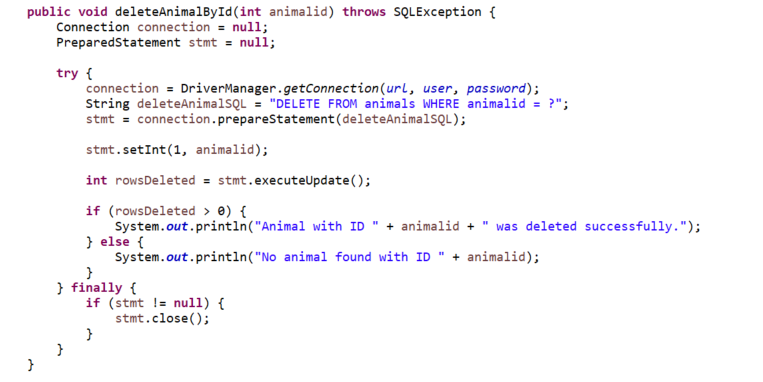 public void deleteAnimalById(int animalid) throws SQLException {
    Connection connection = null;
    PreparedStatement stmt = null;

    try {
        connection = DriverManager.getConnection(url, user, password);
        String deleteAnimalSQL = "DELETE FROM animals WHERE animalid = ?";
        stmt = connection.prepareStatement(deleteAnimalSQL);

        stmt.setInt(1, animalid);

        int rowsDeleted = stmt.executeUpdate();

        if (rowsDeleted > 0) {
            System.out.println("Animal with ID " + animalid + " was deleted successfully.");
        } else {
            System.out.println("No animal found with ID " + animalid);
        }
    } finally {
        if (stmt != null) {
            stmt.close();
        }
    }
}